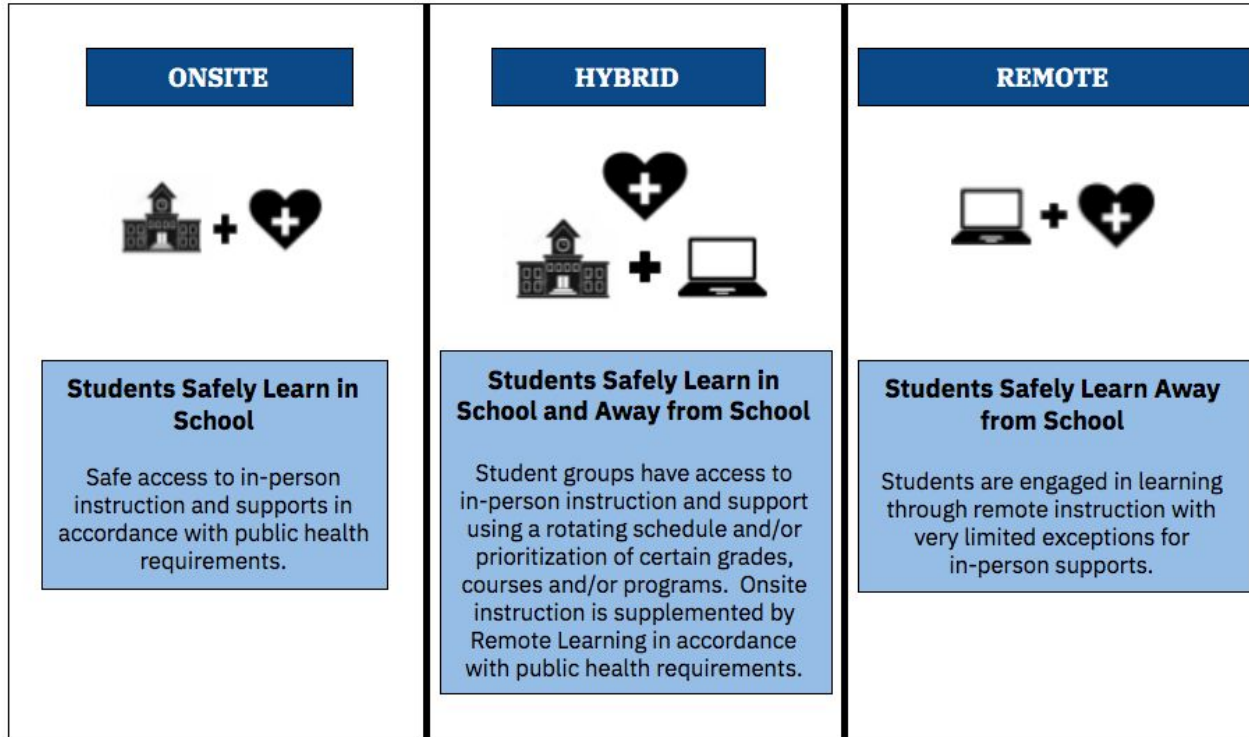 ONSITE
Students Safely Learn in
School
Safe access to in-person
instruction and supports in
accordance with public health
requirements.
HYBRID
Students Safely Learn in
School and Away from School
Student groups have access to
in-person instruction and support
using a rotating schedule and/or
prioritization of certain grades,
courses and/or programs. Onsite
instruction is supplemented by
Remote Learning in accordance
with public health requirements.
REMOTE
Students Safely Learn Away
from School
Students are engaged in learning
through remote instruction with
very limited exceptions for
in-person supports.